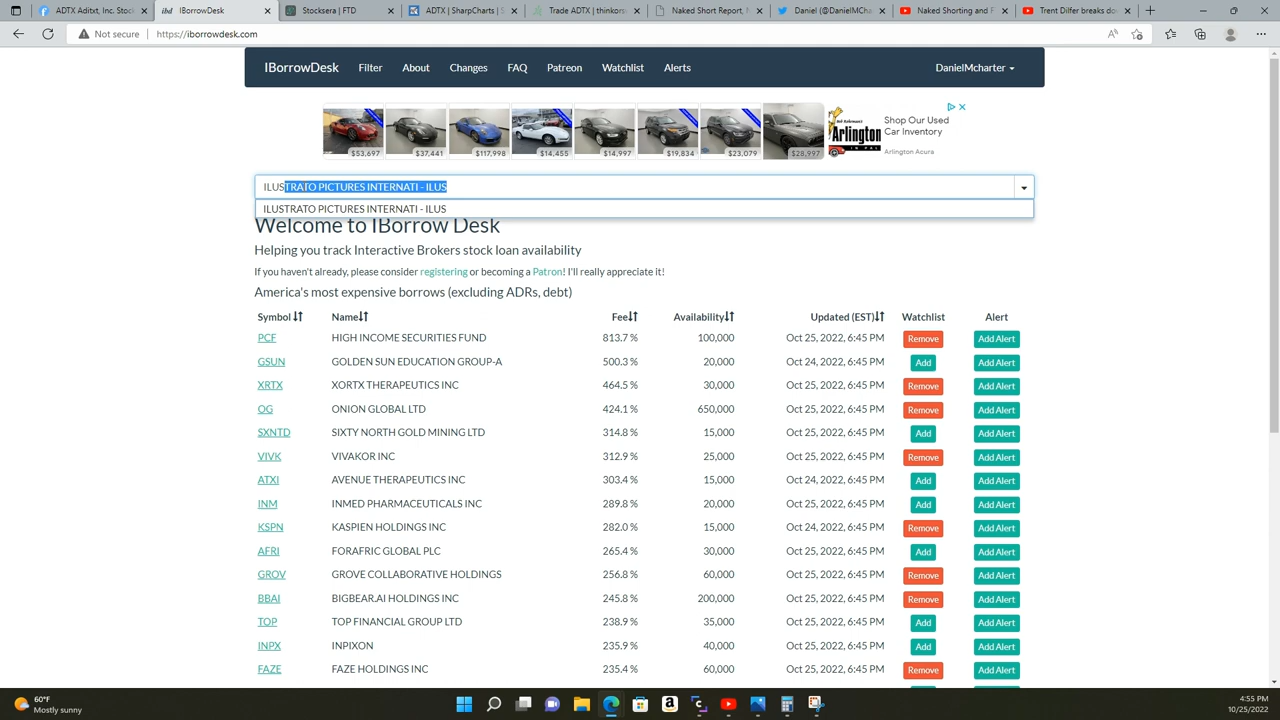 ADTX Aditxt, Inc. Stock
IBorrowDesk
Stocksera | FTD
ADTX | SharpCharts | S
Trade ADTX | thinkors
Naked Short Report, M
Daniel (@DanielMCha
Naked Shorting and F
Trent Dilfer breaks do
Not secure https://iborrowdesk.com
IBorrowDesk Filter About Changes FAQ Patreon Watchlist Alerts DanielMcharter
$53,697 $37,441 $117,998 $14,455 $14,997 $19,834 $23,079 $28,997
Arlington
Shop Our Used
Car Inventory
Arlington Acura
ILUSTRATO PICTURES INTERNATI - ILUS
ILUSTRATO PICTURES INTERNATI - ILUS
Welcome to IBorrow Desk
Helping you track Interactive Brokers stock loan availability
If you haven't already, please consider registering or becoming a Patron! I'll really appreciate it!
America's most expensive borrows (excluding ADRs, debt)
Symbol Name Fee Availability Updated (EST) Watchlist Alert
PCF HIGH INCOME SECURITIES FUND 813.7 % 100,000 Oct 25, 2022, 6:45 PM Remove Add Alert
GSUN GOLDEN SUN EDUCATION GROUP-A 500.3 % 20,000 Oct 24, 2022, 6:45 PM Add Add Alert
XRTX XORTX THERAPEUTICS INC 464.5 % 30,000 Oct 25, 2022, 6:45 PM Remove Add Alert
OG ONION GLOBAL LTD 424.1 % 650,000 Oct 25, 2022, 6:45 PM Remove Add Alert
SXNTD SIXTY NORTH GOLD MINING LTD 314.8 % 15,000 Oct 25, 2022, 6:45 PM Add Add Alert
VIVK VIVAKOR INC 312.9 % 25,000 Oct 25, 2022, 6:45 PM Remove Add Alert
ATXI AVENUE THERAPEUTICS INC 303.4 % 15,000 Oct 24, 2022, 6:45 PM Add Add Alert
INM INMED PHARMACEUTICALS INC 289.8 % 20,000 Oct 25, 2022, 6:45 PM Add Add Alert
KSPN KASPIEN HOLDINGS INC 282.0 % 15,000 Oct 24, 2022, 6:45 PM Remove Add Alert
AFRI FORAFRIC GLOBAL PLC 265.4 % 30,000 Oct 25, 2022, 6:45 PM Add Add Alert
GROV GROVE COLLABORATIVE HOLDINGS 256.8 % 60,000 Oct 25, 2022, 6:45 PM Remove Add Alert
BBAI BIGBEAR.AI HOLDINGS INC 245.8 % 200,000 Oct 25, 2022, 6:45 PM Remove Add Alert
TOP TOP FINANCIAL GROUP LTD 238.9 % 35,000 Oct 25, 2022, 6:45 PM Add Add Alert
INPX INPIXON 235.9 % 40,000 Oct 25, 2022, 6:45 PM Add Add Alert
FAZE FAZE HOLDINGS INC 235.4 % 60,000 Oct 25, 2022, 6:45 PM Remove Add Alert
60°F
Mostly sunny
4:55 PM
10/25/2022